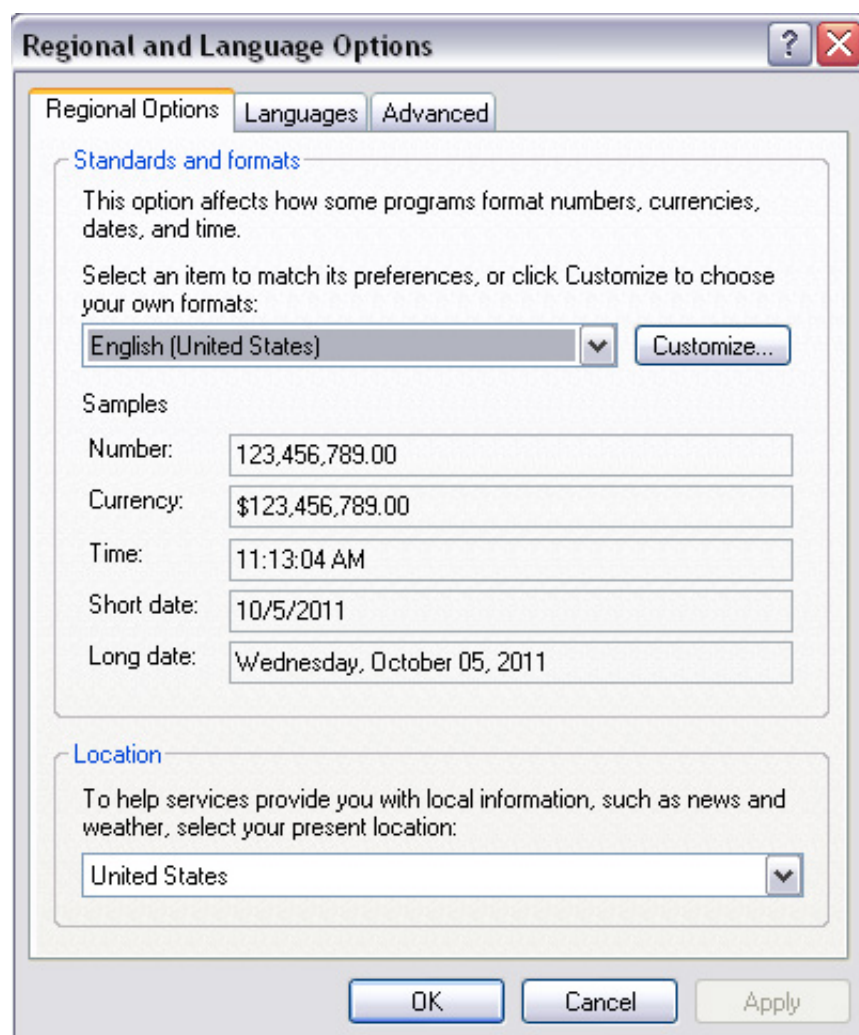 Regional and Language Options
?
Regional Options Languages Advanced
Standards and formats
This option affects how some programs format numbers, currencies,
dates, and time.
Select an item to match its preferences, or click Customize to choose
your own formats:
English (United States) Customize...
Samples
Number: 123,456,789.00
Currency: $123,456,789.00
Time: 11:13:04 AM
Short date: 10/5/2011
Long date: Wednesday, October 05, 2011
Location
To help services provide you with local information, such as news and
weather, select your present location:
United States
OK Cancel Apply